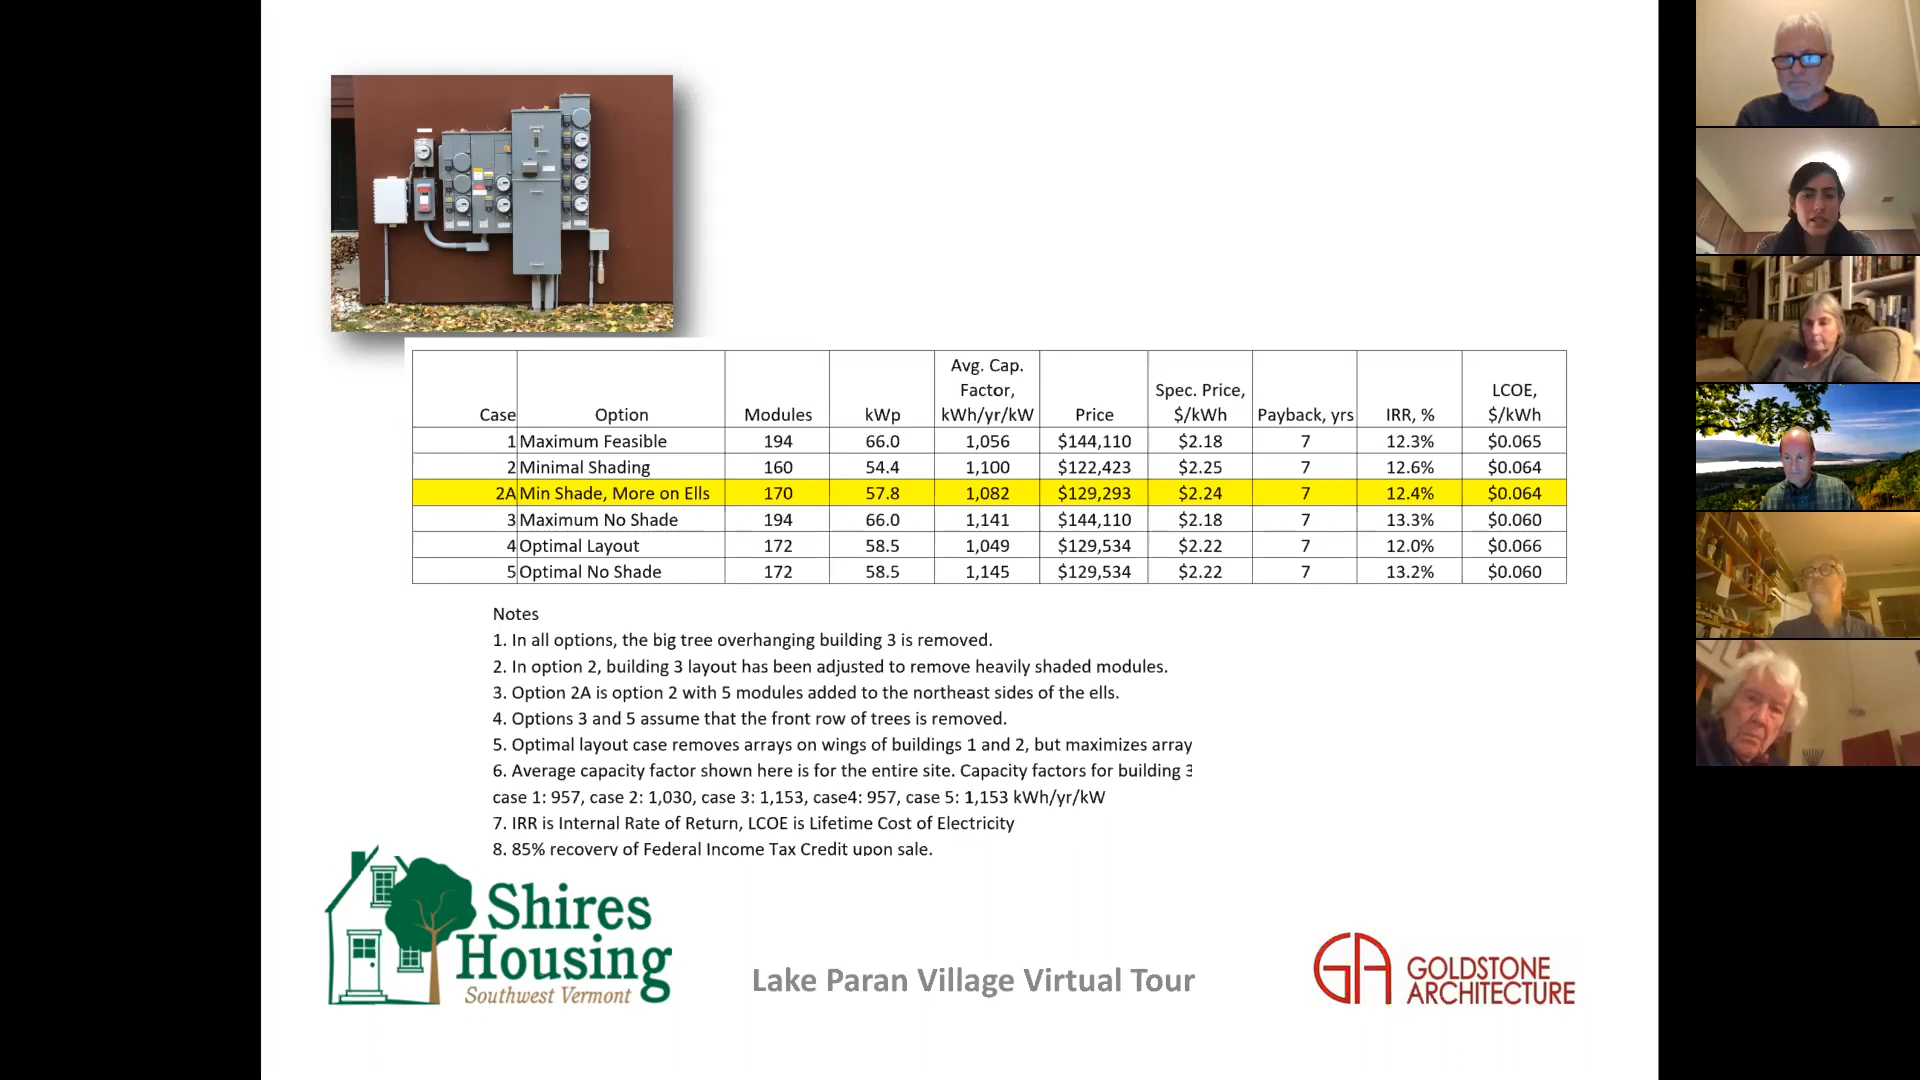 Case Option Modules kWp Avg. Cap. Factor, kWh/yr/kW Price Spec. Price, $/kWh Payback, yrs IRR, % LCOE, $/kWh
1 Maximum Feasible 194 66.0 1,056 $144,110 $2.18 7 12.3% $0.065
2 Minimal Shading 160 54.4 1,100 $122,423 $2.25 7 12.6% $0.064
2A Min Shade, More on Ells 170 57.8 1,082 $129,293 $2.24 7 12.4% $0.064
3 Maximum No Shade 194 66.0 1,141 $144,110 $2.18 7 13.3% $0.060
4 Optimal Layout 172 58.5 1,049 $129,534 $2.22 7 12.0% $0.066
5 Optimal No Shade 172 58.5 1,145 $129,534 $2.22 7 13.2% $0.060
Notes
1. In all options, the big tree overhanging building 3 is removed.
2. In option 2, building 3 layout has been adjusted to remove heavily shaded modules.
3. Option 2A is option 2 with 5 modules added to the northeast sides of the ells.
4. Options 3 and 5 assume that the front row of trees is removed.
5. Optimal layout case removes arrays on wings of buildings 1 and 2, but maximizes array
6. Average capacity factor shown here is for the entire site. Capacity factors for building 3
case 1: 957, case 2: 1,030, case 3: 1,153, case4: 957, case 5: 1,153 kWh/yr/kW
7. IRR is Internal Rate of Return, LCOE is Lifetime Cost of Electricity
8. 85% recovery of Federal Income Tax Credit upon sale.
Shires
Housing
Southwest Vermont
Lake Paran Village Virtual Tour
GA
GOLDSTONE
ARCHITECTURE